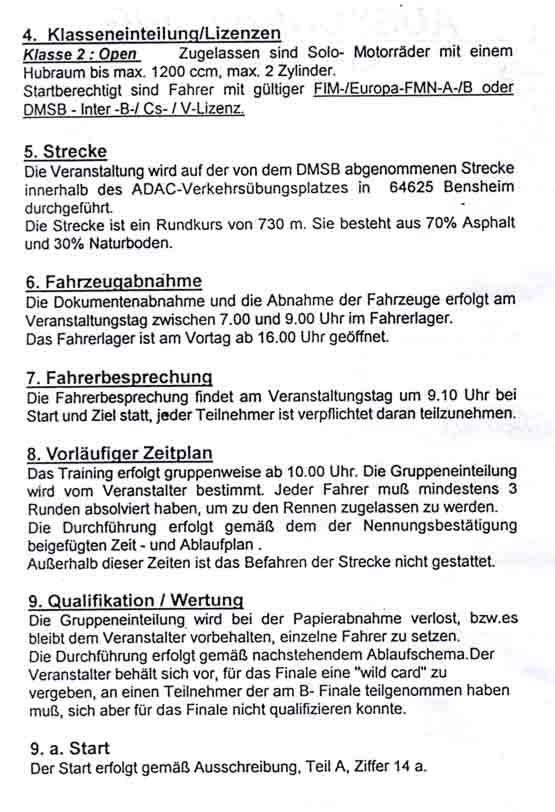 4. Klasseneinteilung/Lizenzen
Klasse 2 : Open Zugelassen sind Solo- Motorräder mit einem
Hubraum bis max. 1200 ccm, max. 2 Zylinder.
Startberechtigt sind Fahrer mit gültiger FIM-/Europa-FMN-A-/B oder
DMSB - Inter -B-/ Cs- / V-Lizenz.
5. Strecke
Die Veranstaltung wird auf der von dem DMSB abgenommenen Strecke
innerhalb des ADAC-Verkehrsübungsplatzes in 64625 Bensheim
durchgeführt.
Die Strecke ist ein Rundkurs von 730 m. Sie besteht aus 70% Asphalt
und 30% Naturboden.
6. Fahrzeugabnahme
Die Dokumentenabnahme und die Abnahme der Fahrzeuge erfolgt am
Veranstaltungstag zwischen 7.00 und 9.00 Uhr im Fahrerlager.
Das Fahrerlager ist am Vortag ab 16.00 Uhr geöffnet.
7. Fahrerbesprechung
Die Fahrerbesprechung findet am Veranstaltungstag um 9.10 Uhr bei
Start und Ziel statt, jeder Teilnehmer ist verpflichtet daran teilzunehmen.
8. Vorläufiger Zeitplan
Das Training erfolgt gruppenweise ab 10.00 Uhr. Die Gruppeneinteilung
wird vom Veranstalter bestimmt. Jeder Fahrer muß mindestens 3
Runden absolviert haben, um zu den Rennen zugelassen zu werden.
Die Durchführung erfolgt gemäß dem der Nennungsbestätigung
beigefügten Zeit - und Ablaufplan .
Außerhalb dieser Zeiten ist das Befahren der Strecke nicht gestattet.
9. Qualifikation / Wertung
Die Gruppeneinteilung wird bei der Papierabnahme verlost, bzw.es
bleibt dem Veranstalter vorbehalten, einzelne Fahrer zu setzen.
Die Durchführung erfolgt gemäß nachstehendem Ablaufschema.Der
Veranstalter behält sich vor, für das Finale eine "wild card" zu
vergeben, an einen Teilnehmer der am B- Finale teilgenommen haben
muß, sich aber für das Finale nicht qualifizieren konnte.
9. a. Start
Der Start erfolgt gemäß Ausschreibung, Teil A, Ziffer 14 a.